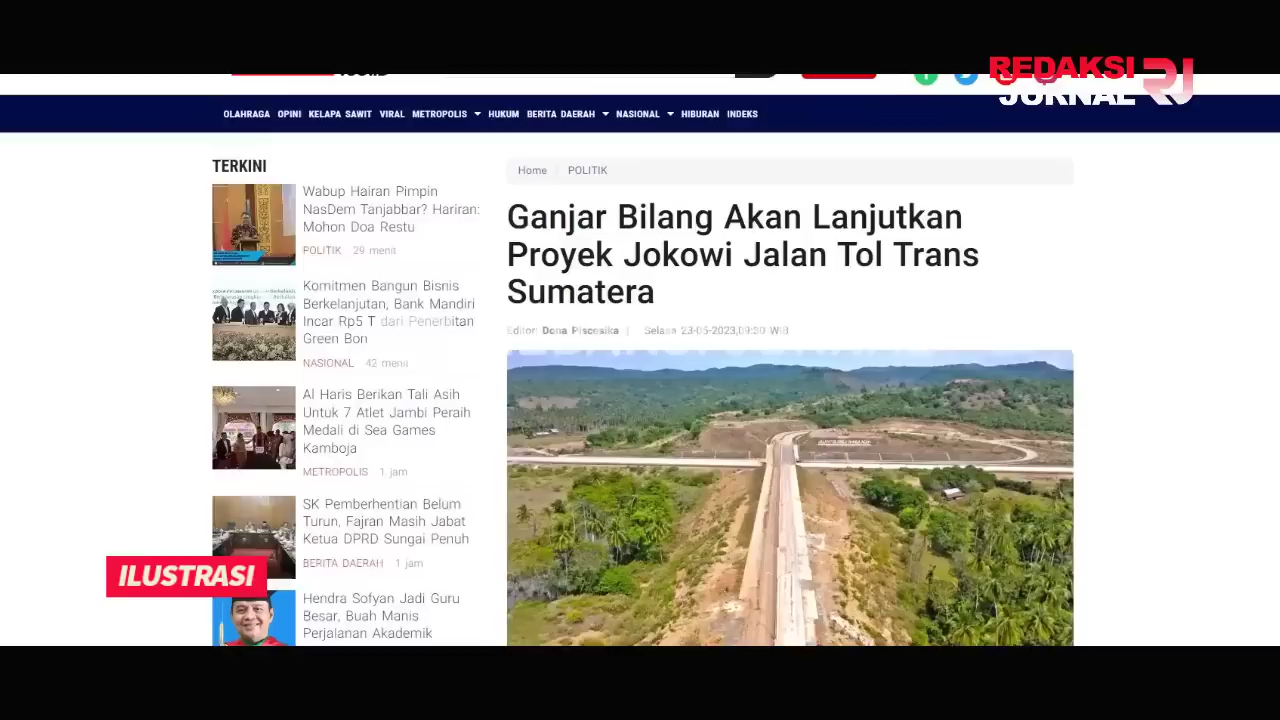 REDAKSI
JURNAL RJ
OLAHRAGA OPINI KELAPA SAWIT VIRAL METROPOLIS HUKUM BERITA DAERAH NASIONAL HIBURAN INDEKS
TERKINI
Wabup Hairan Pimpin
NasDem Tanjabbar? Hariran:
Mohon Doa Restu
POLITIK 29 menit
Komitmen Bangun Bisnis
Berkelanjutan, Bank Mandiri
Incar Rp5 T dari Penerbitan
Green Bon
NASIONAL 42 menit
Al Haris Berikan Tali Asih
Untuk 7 Atlet Jambi Peraih
Medali di Sea Games
Kamboja
METROPOLIS 1 jam
SK Pemberhentian Belum
Turun, Fajran Masih Jabat
Ketua DPRD Sungai Penuh
BERITA DAERAH 1 jam
Hendra Sofyan Jadi Guru
Besar, Buah Manis
Perjalanan Akademik
Home / POLITIK
Ganjar Bilang Akan Lanjutkan
Proyek Jokowi Jalan Tol Trans
Sumatera
Editor: Dona Piscesika | Selasa 23-05-2023,09:30 WIB
ILUSTRASI